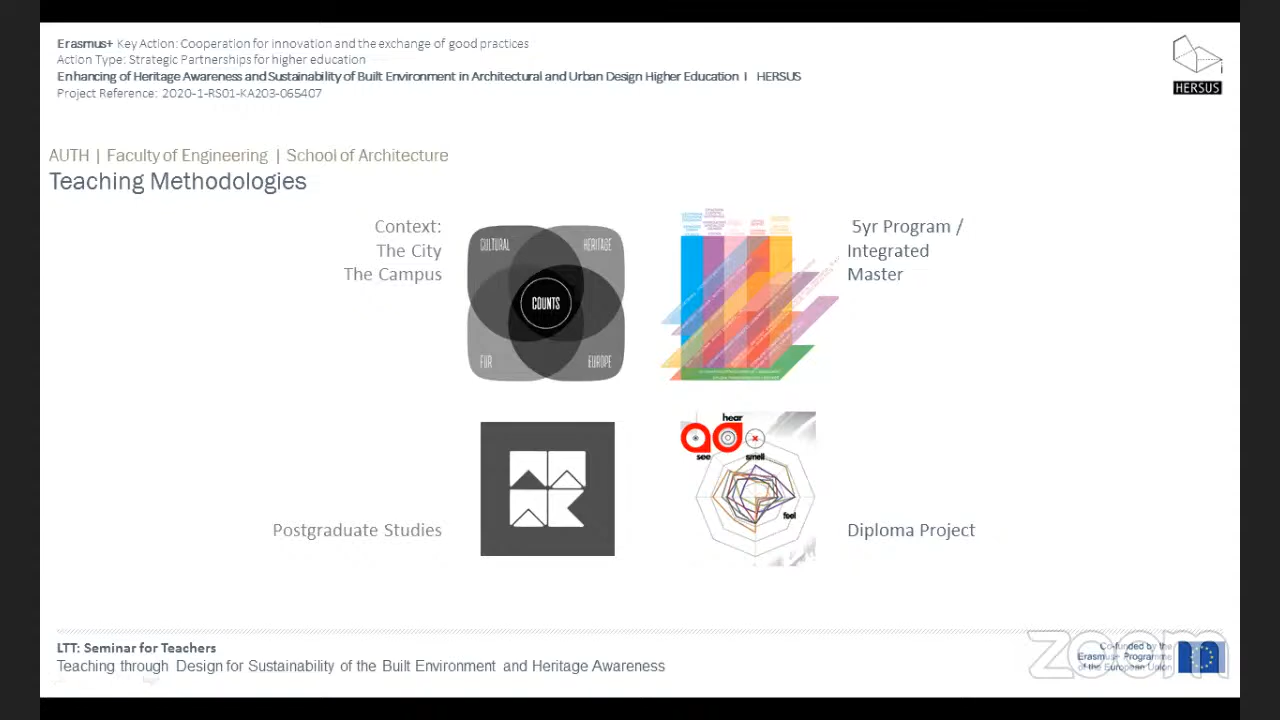 Erasmus+ Key Action: Cooperation for innovation and the exchange of good practices
Action Type: Strategic Partnerships for higher education
Enhancing of Heritage Awareness and Sustainability of Built Environment in Architectural and Urban Design Higher Education I HERSUS
Project Reference: 2020-1-RS01-KA203-065407
HERSUS
AUTH | Faculty of Engineering | School of Architecture
Teaching Methodologies
Context:
The City
The Campus
CULTURAL
HERITAGE
COUNTS
FUR
EUROPE
5yr Program /
Integrated
Master
Postgraduate Studies
hear
see
smell
feel
Diploma Project
LTT: Seminar for Teachers
Teaching through Design for Sustainability of the Built Environment and Heritage Awareness
zoom
Co-funded by the
Erasmus+ Programme
of the European Union